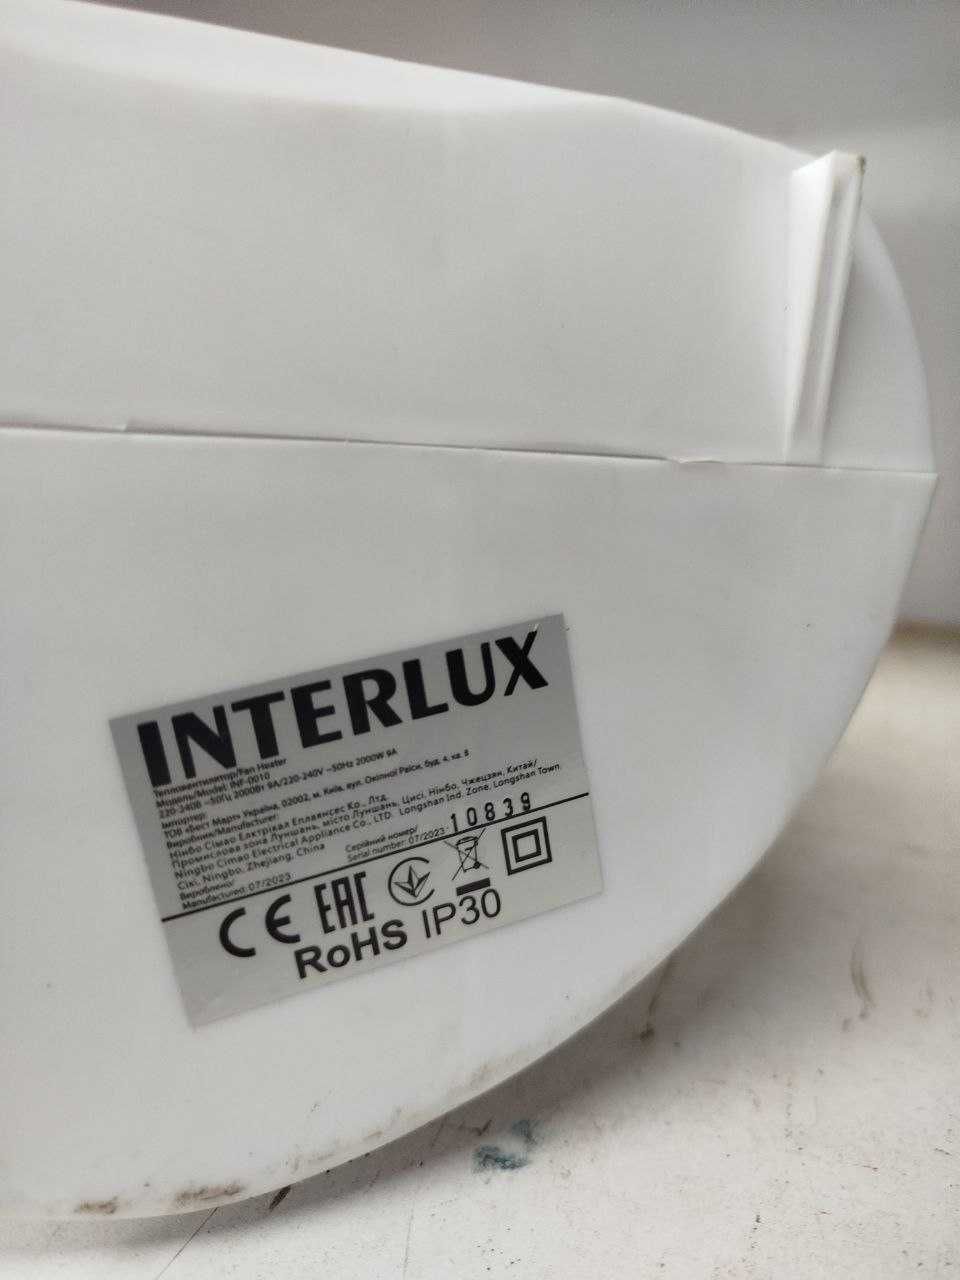 INTERLUX
Тепловентилятор/Fan Heater
Модель/Model: INF-0010
220-240В ~50Гц 2000Вт 9А/220-240V ~50Hz 2000W 9A
Імпортер:
ТОВ «Вест Март» Україна, 02002, м. Київ, вул. Окіпної Раїси, буд. 4, кв. 8
Виробник/Manufacturer:
Нінбо Сімао Електрікал Еплаянсес Ко., Лтд.
Промислова зона Луншань, місто Луншань, Цисі, Нінбо, Чжецзян, Китай/
Ningbo Cimao Electrical Appliance Co., LTD. Longshan Ind. Zone, Longshan Town
Cixi, Ningbo, Zhejiang, China
Вироблено/
Manufactured: 07/2023
Серійний номер/
Serial number: 07/2023- 10839
CE EAC
RoHS IP30